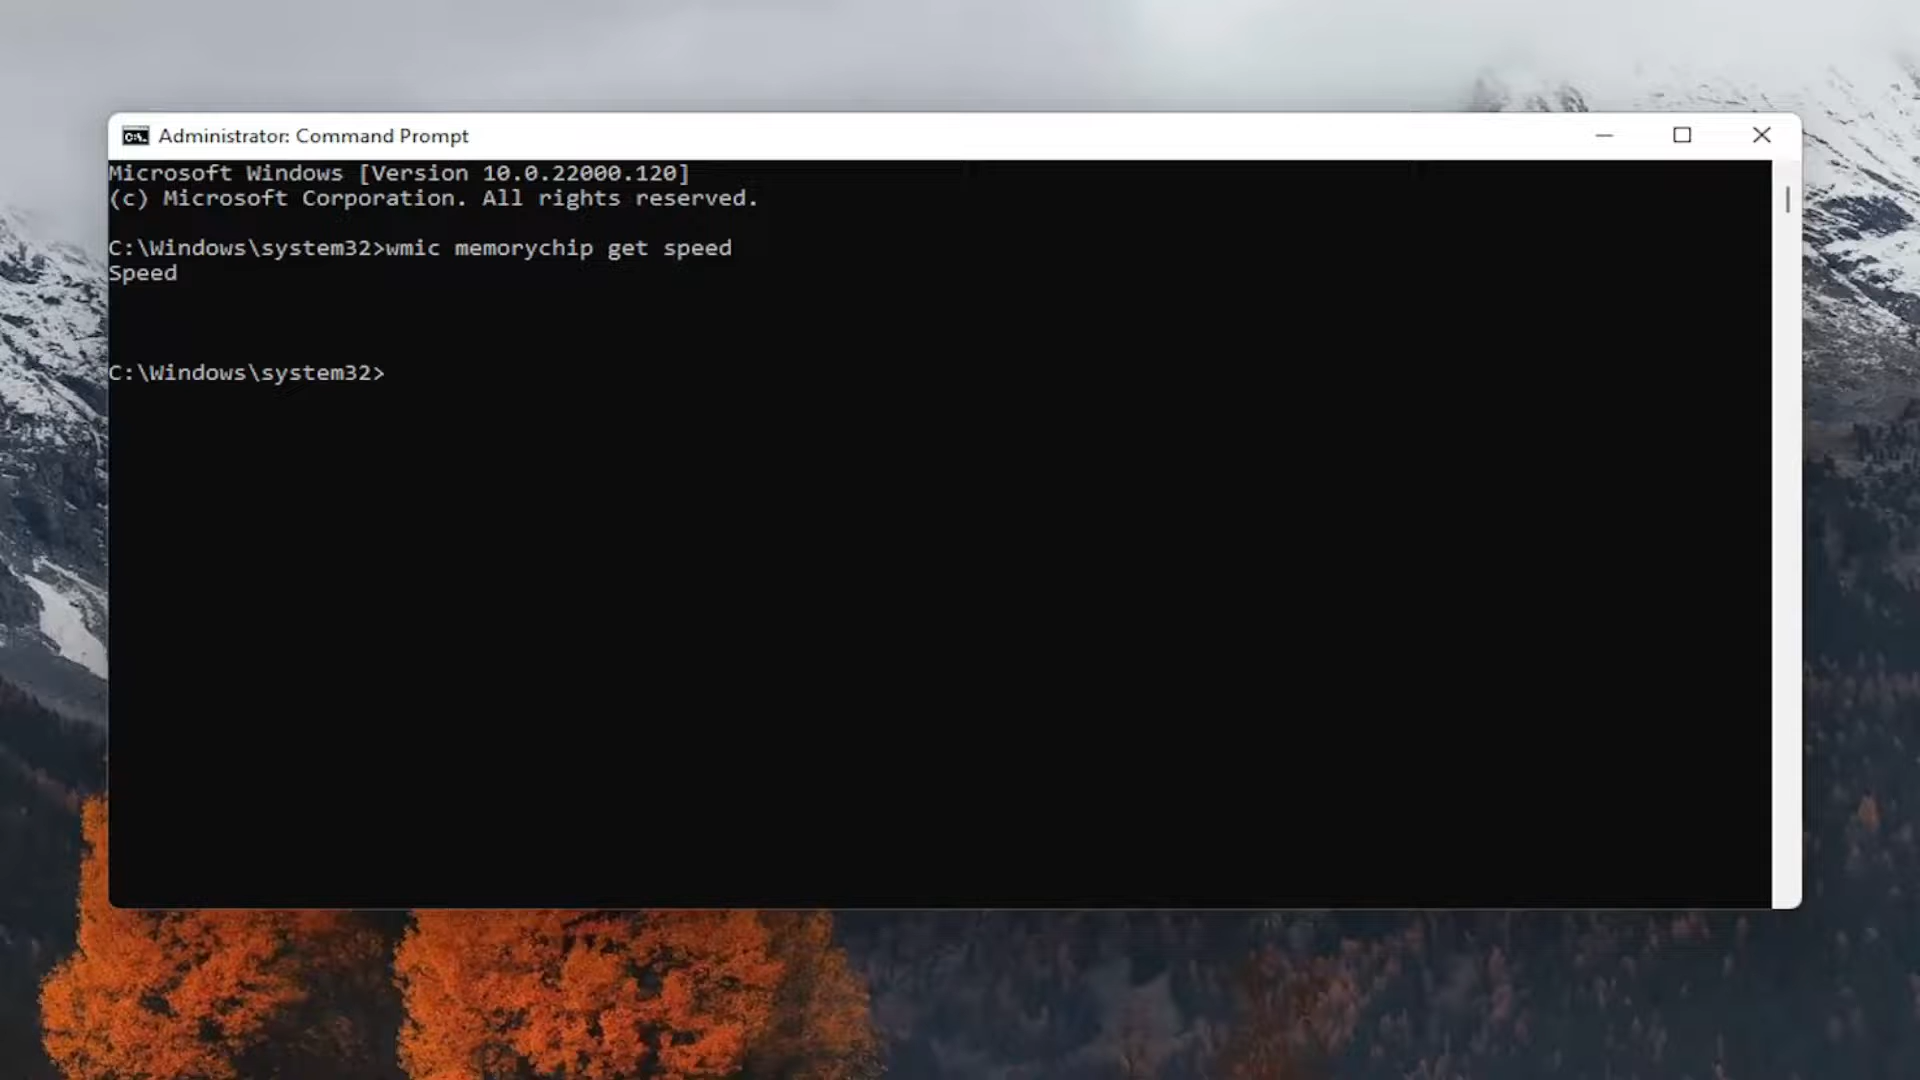 Administrator: Command Prompt
Microsoft Windows [Version 10.0.22000.120]
(c) Microsoft Corporation. All rights reserved.
C:\Windows\system32>wmic memorychip get speed
Speed
C:\Windows\system32>